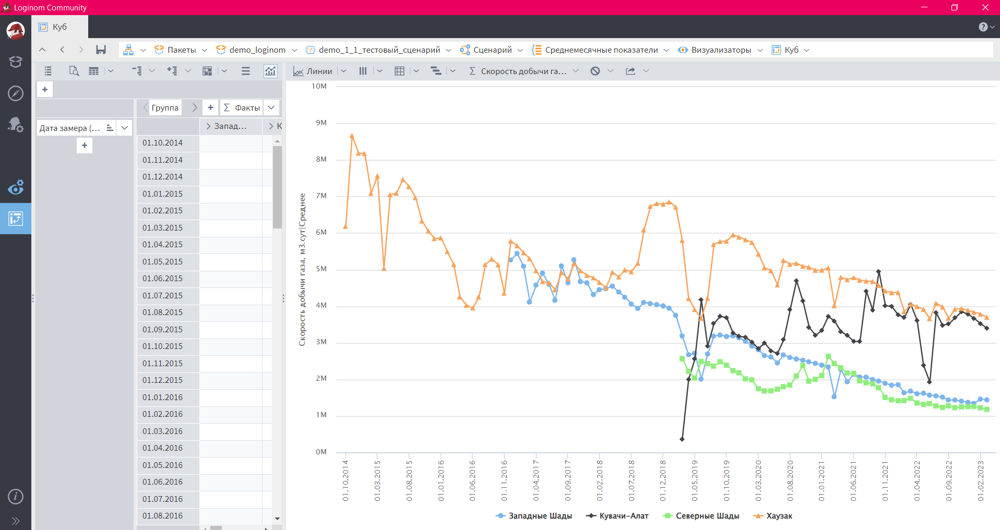 Loginom Community
Куб
Пакеты demo_loginom demo_1_1_тестовый_сценарий Сценарий Среднемесячные показатели Визуализаторы Куб
Линии Σ Скорость добычи га...
Группа + Σ Факты
Дата замера (...
Запад... К
01.10.2014
01.11.2014
01.12.2014
01.01.2015
01.02.2015
01.03.2015
01.04.2015
01.05.2015
01.06.2015
01.07.2015
01.08.2015
01.09.2015
01.10.2015
01.11.2015
01.12.2015
01.01.2016
01.02.2016
01.03.2016
01.04.2016
01.05.2016
01.06.2016
01.07.2016
01.08.2016
Скорость добычи газа, м3.сут|Среднее
10M
9M
8M
7M
6M
5M
4M
3M
2M
1M
0M
01.10.2014
01.03.2015
01.08.2015
01.01.2016
01.06.2016
01.11.2016
01.04.2017
01.09.2017
01.02.2018
01.07.2018
01.12.2018
01.05.2019
01.10.2019
01.03.2020
01.08.2020
01.01.2021
01.06.2021
01.11.2021
01.04.2022
01.09.2022
01.02.2023
Западные Шады Кувачи-Алат Северные Шады Хаузак